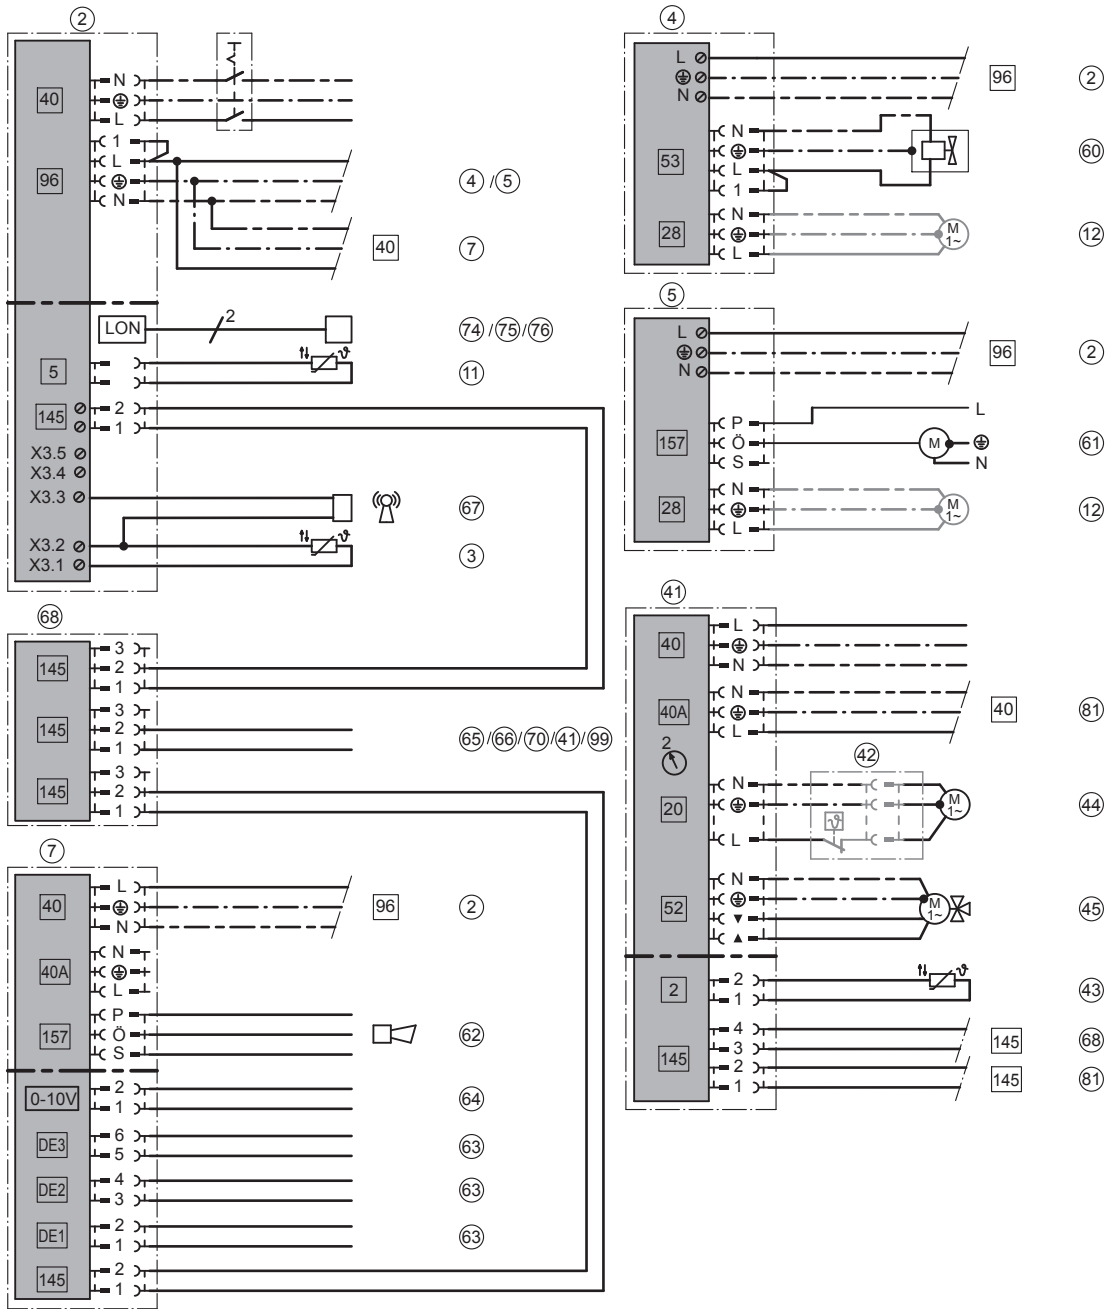 2
40
N
L
96
1
L
N
4 / 5
40
7
LON
2
74 / 75 / 76
5
ϑ
11
145
2
1
X3.5
X3.4
X3.3
67
X3.2
ϑ
X3.1
3
68
145
3
2
1
145
3
2
1
65 / 66 / 70 / 41 / 99
145
3
2
1
7
40
L
N
96
2
40A
N
L
157
P
Ö
S
62
0-10V
2
1
64
DE3
6
5
63
DE2
4
3
63
DE1
2
1
63
145
2
1
4
L
N
96
2
53
N
L
1
60
28
N
L
M
1~
12
5
L
N
96
2
157
P
Ö
S
L
M
N
61
28
N
L
M
1~
12
41
40
L
N
40A
N
L
40
81
2
42
20
N
L
ϑ
M
1~
44
52
N
M
1~
45
2
2
1
ϑ
43
145
4
3
2
1
145
68
145
81